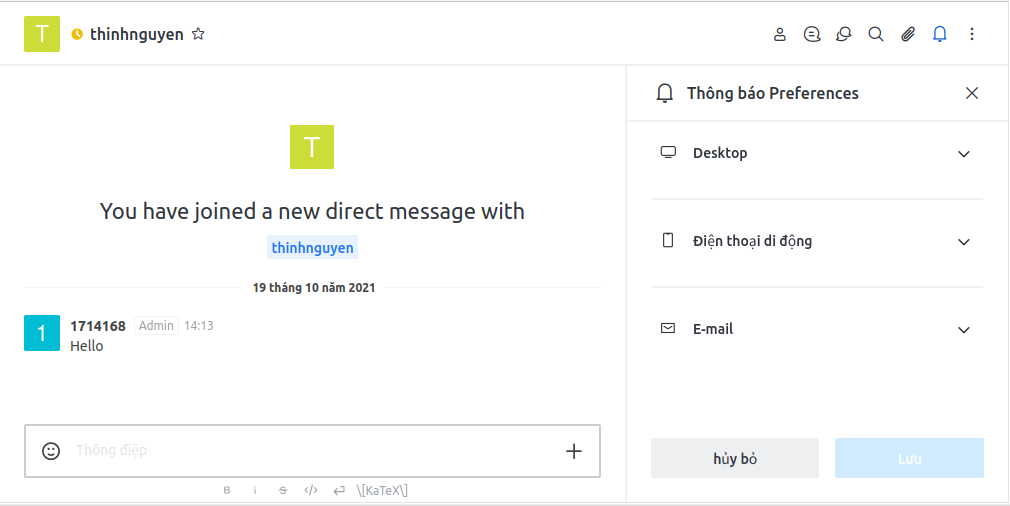 T thinhnguyen
T
You have joined a new direct message with
thinhnguyen
19 tháng 10 năm 2021
1 1714168 Admin 14:13
Hello
Thông điệp
B i S </> \[KaTeX\]
Thông báo Preferences
Desktop
Điện thoại di động
E-mail
hủy bỏ Lưu